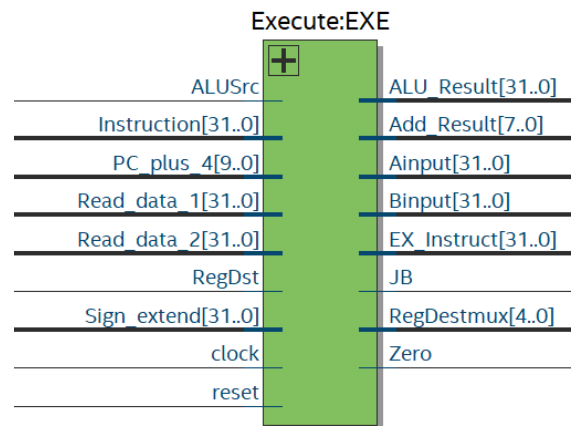 Execute:EXE
ALUSrc
Instruction[31..0]
PC_plus_4[9..0]
Read_data_1[31..0]
Read_data_2[31..0]
RegDst
Sign_extend[31..0]
clock
reset
ALU_Result[31..0]
Add_Result[7..0]
Ainput[31..0]
Binput[31..0]
EX_Instruct[31..0]
JB
RegDestmux[4..0]
Zero